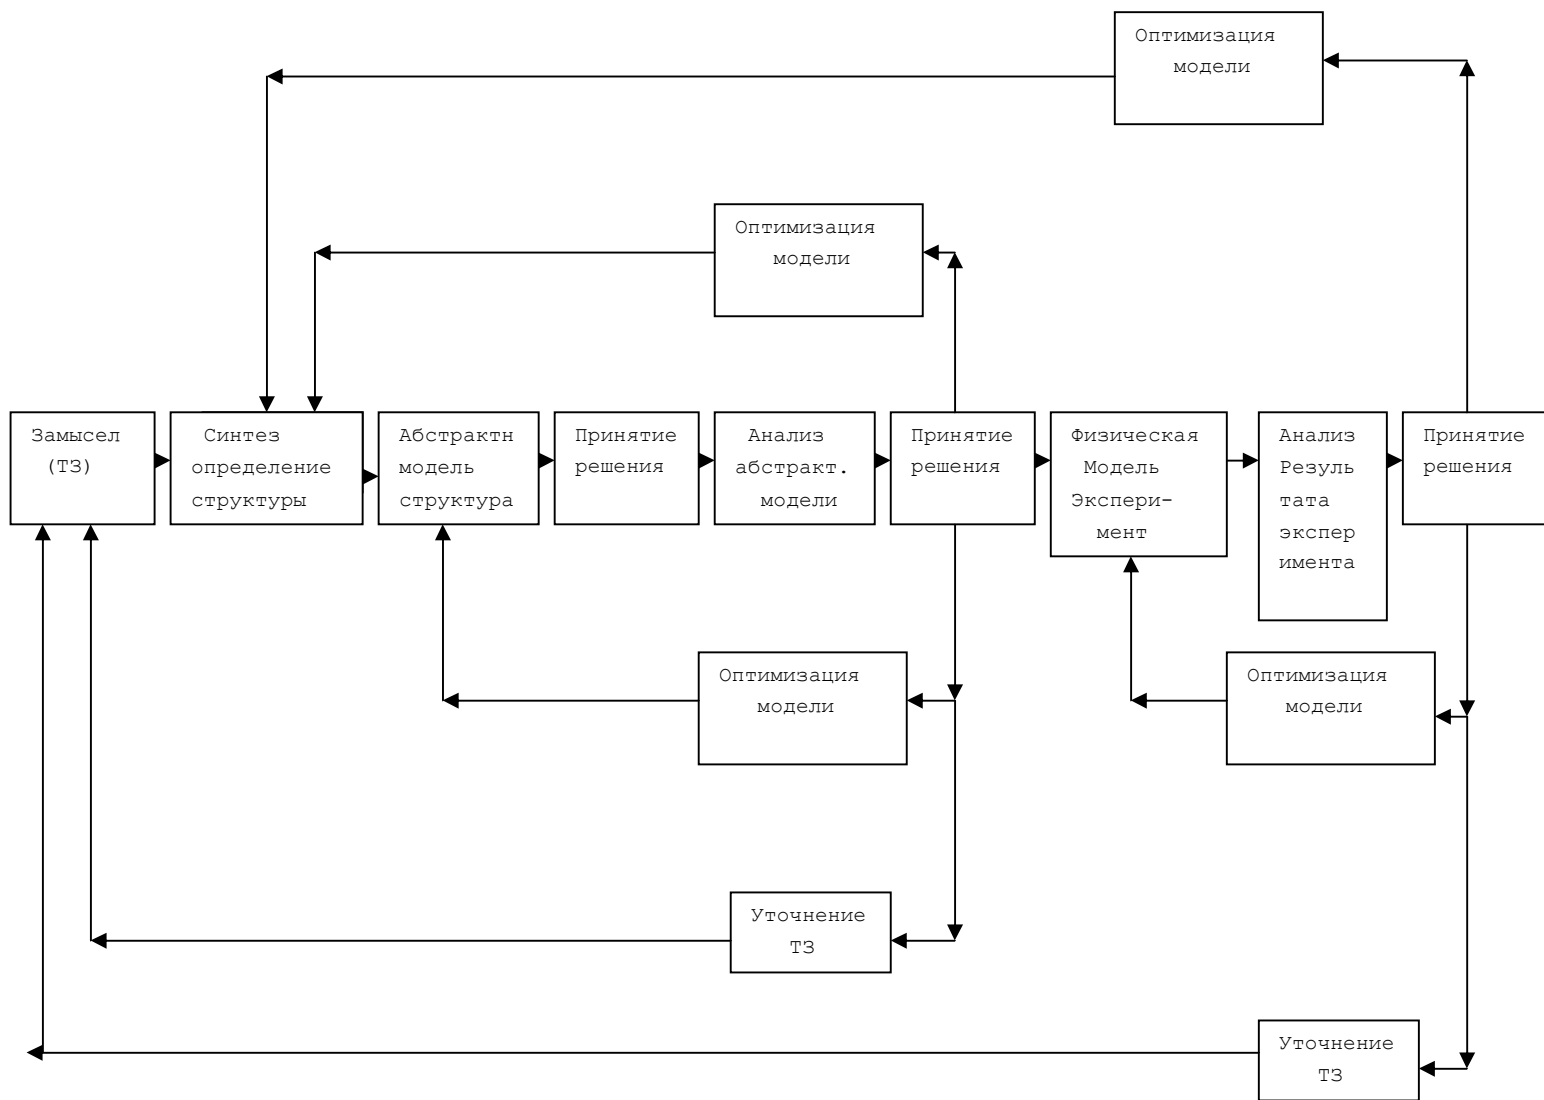 Оптимизация
модели
Оптимизация
модели
Замысел
(ТЗ)
Синтез
определение
структуры
Абстрактн
модель
структура
Принятие
решения
Анализ
абстракт.
модели
Принятие
решения
Физическая
Модель
Экспери-
мент
Анализ
Резуль
тата
экспер
имента
Принятие
решения
Оптимизация
модели
Оптимизация
модели
Уточнение
ТЗ
Уточнение
ТЗ